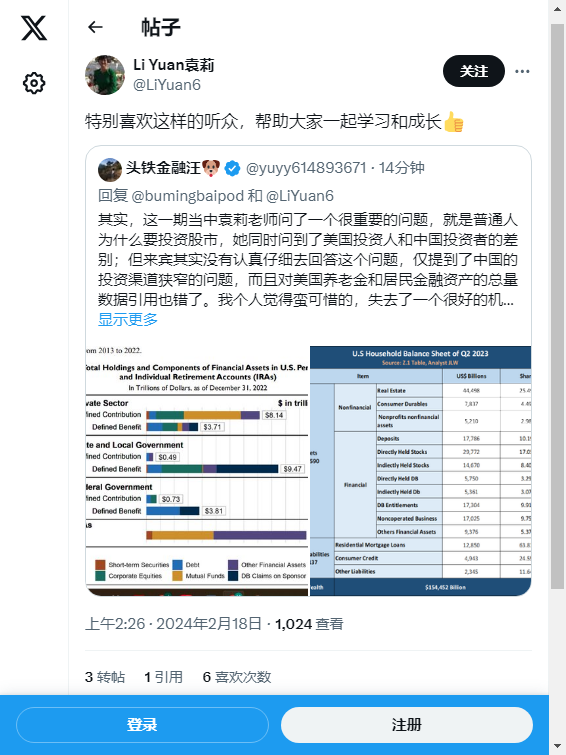 帖子
Li Yuan袁莉
@LiYuan6
关注
特别喜欢这样的听众，帮助大家一起学习和成长👍
头铁金融汪🐶 @yuyy614893671 · 14分钟
回复 @bumingbaipod 和 @LiYuan6
其实，这一期当中袁莉老师问了一个很重要的问题，就是普通人
为什么要投资股市，她同时问到了美国投资人和中国投资者的差
别；但来宾其实没有认真仔细去回答这个问题，仅提到了中国的
投资渠道狭窄的问题，而且对美国养老金和居民金融资产的总量
数据引用也错了。我个人觉得蛮可惜的，失去了一个很好的机...
显示更多
om 2013 to 2022.
otal Holdings and Components of Financial Assets in U.S. Per
and Individual Retirement Accounts (IRAs)
In Trillions of Dollars, as of December 31, 2022
vate Sector $ in trill
fined Contribution $8.14
Defined Benefit $3.71
te and Local Government
fined Contribution $0.49
Defined Benefit $9.47
deral Government
fined Contribution $0.73
Defined Benefit $3.81
As
Short-term Securities Debt Other Financial Assets
Corporate Equities Mutual Funds DB Claims on Sponsor
U.S Household Balance Sheet of Q2 2023
Source: 2.1 Table, Analyst JLW
Item US$ Billions Shar
Real Estate 44,498 25.4
Nonfinancial Consumer Durables 7,837 4.4
Nonprofits nonfinancial assets 5,210 2.9
Deposits 17,786 10.1
Directly Held Stocks 29,772 17.0
Indirectly Held Stocks 14,670 8.40
Financial Directly Held DB 5,750 3.29
Indirectly Held Db 5,361 3.07
DB Entitlements 17,304 9.91
Noncoperated Business 17,025 9.75
Others Financial Assets 9,376 5.37
Residential Mortgage Loans 12,850 63.8
Consumer Credit 4,943 24.5
Other Liabilities 2,345 11.6
ealth $154,452 Billion
上午2:26 · 2024年2月18日 · 1,024 查看
3 转帖 1 引用 6 喜欢次数
登录
注册